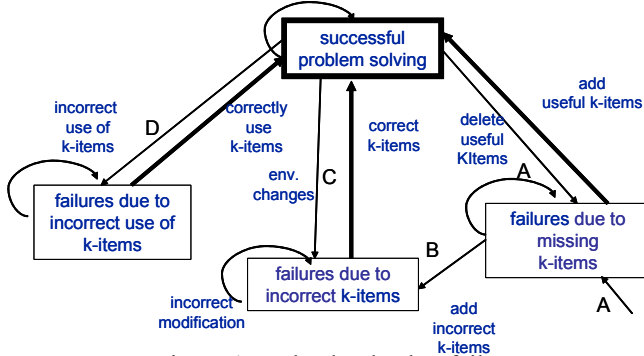 successful
problem solving
incorrect
use of
k-items
D
correctly
use
k-items
env.
changes
C
correct
k-items
delete
useful
KItems
add
useful k-items
A
failures due to
incorrect use of
k-items
failures due to
missing
k-items
B
failures due to
incorrect k-items
A
incorrect
modification
add
incorrect
k-items